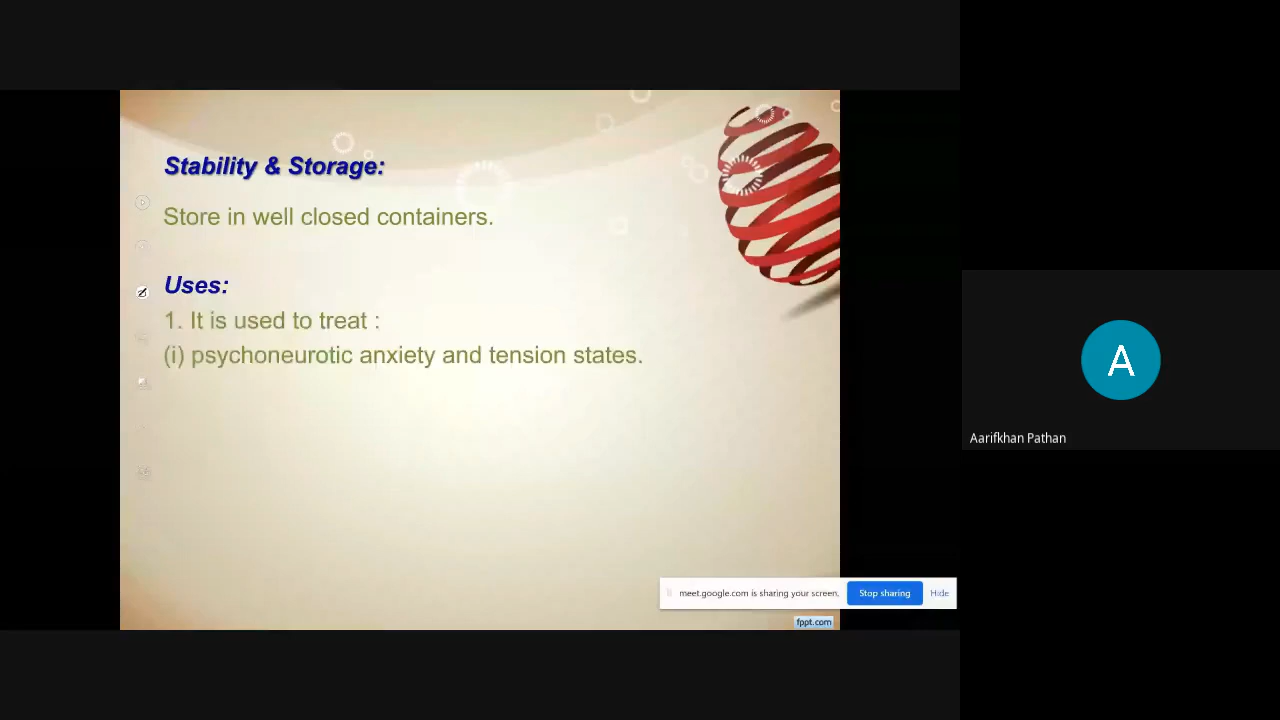 Stability & Storage:
Store in well closed containers.
Uses:
1. It is used to treat :
(i) psychoneurotic anxiety and tension states.
A
Aarifkhan Pathan
meet.google.com is sharing your screen.
Stop sharing
Hide
fppt.com